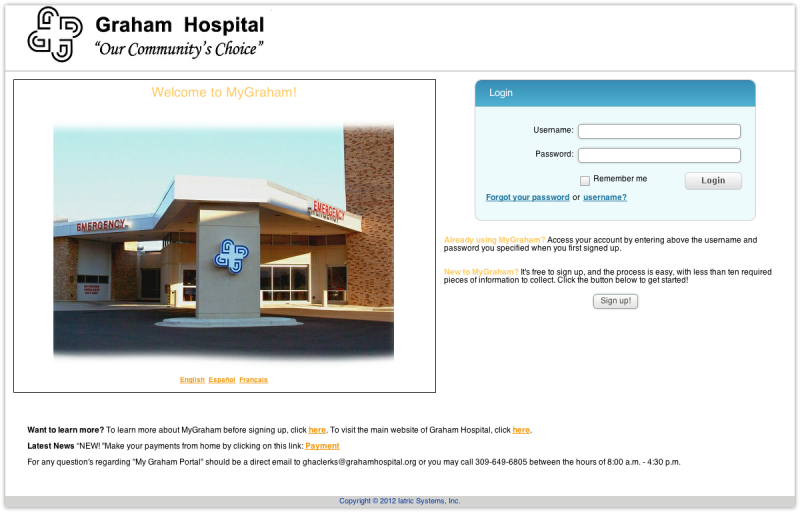 Graham Hospital
“Our Community's Choice”
Welcome to MyGraham!
EMERGENCY
EMERGENCY
English Español Français
Login
Username:
Password:
Remember me
Login
Forgot your password or username?
Already using MyGraham? Access your account by entering above the username and
password you specified when you first signed up.
New to MyGraham? It's free to sign up, and the process is easy, with less than ten required
pieces of information to collect. Click the button below to get started!
Sign up!
Want to learn more? To learn more about MyGraham before signing up, click here. To visit the main website of Graham Hospital, click here.
Latest News "NEW! "Make your payments from home by clicking on this link: Payment
For any question's regarding "My Graham Portal" should be a direct email to ghaclerks@grahamhospital.org or you may call 309-649-6805 between the hours of 8:00 a.m. - 4:30 p.m.
Copyright © 2012 Iatric Systems, Inc.